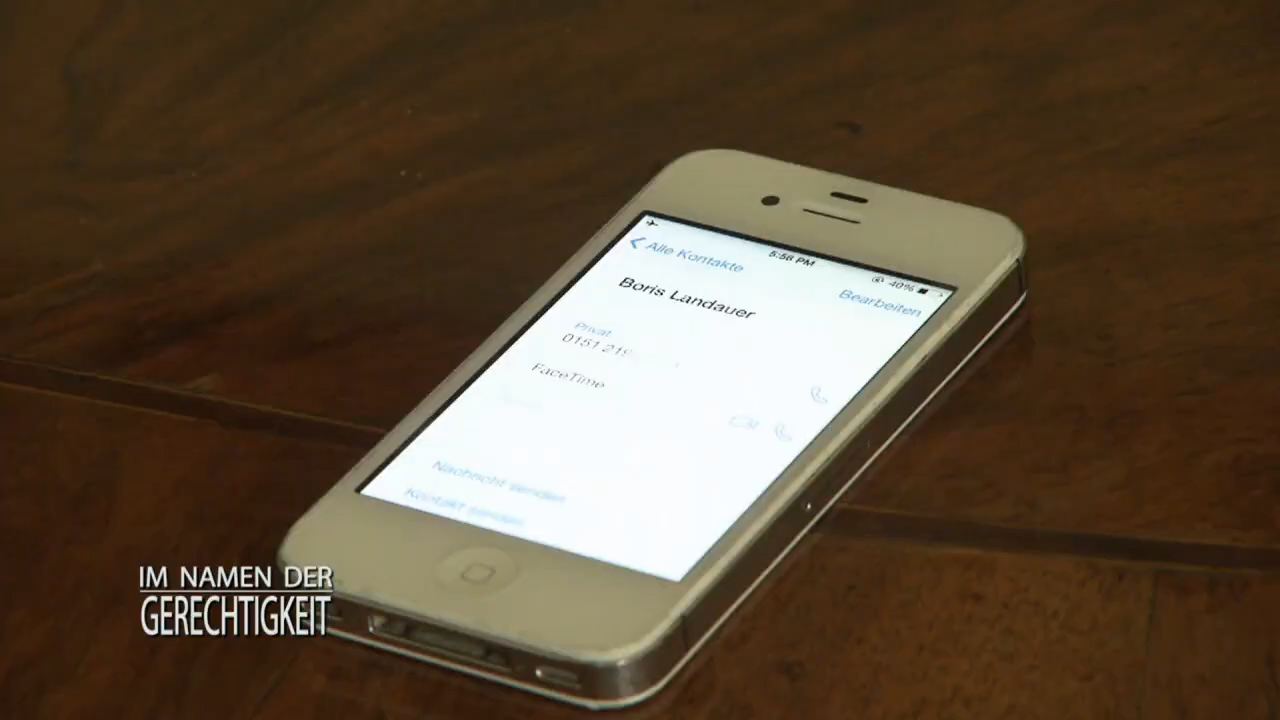 Alle Kontakte
5:56 PM
40%
Bearbeiten
Boris Landauer
Privat
0151 219
FaceTime
Nachricht senden
Kontakt senden
IM NAMEN DER
GERECHTIGKEIT